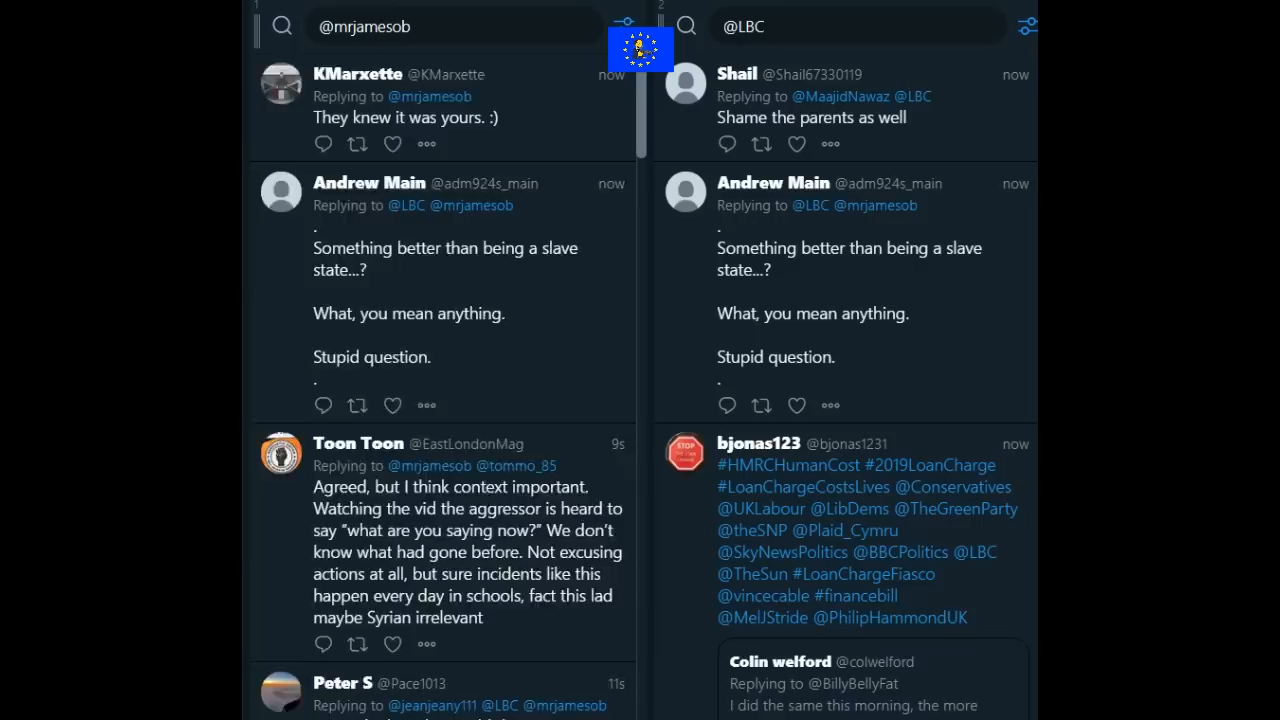 1
@mrjamesob
KMarxette @KMarxette now
Replying to @mrjamesob
They knew it was yours. :)
Andrew Main @adm924s_main now
Replying to @LBC @mrjamesob
.
Something better than being a slave
state...?
What, you mean anything.
Stupid question.
.
Toon Toon @EastLondonMag 9s
Replying to @mrjamesob @tommo_85
Agreed, but I think context important.
Watching the vid the aggressor is heard to
say "what are you saying now?" We don't
know what had gone before. Not excusing
actions at all, but sure incidents like this
happen every day in schools, fact this lad
maybe Syrian irrelevant
Peter S @Pace1013 11s
Replying to @jeanjeany111 @LBC @mrjamesob
2
@LBC
Shail @Shail67330119 now
Replying to @MaajidNawaz @LBC
Shame the parents as well
Andrew Main @adm924s_main now
Replying to @LBC @mrjamesob
.
Something better than being a slave
state...?
What, you mean anything.
Stupid question.
.
bjonas123 @bjonas1231 now
#HMRCHumanCost #2019LoanCharge
#LoanChargeCostsLives @Conservatives
@UKLabour @LibDems @TheGreenParty
@theSNP @Plaid_Cymru
@SkyNewsPolitics @BBCPolitics @LBC
@TheSun #LoanChargeFiasco
@vincecable #financebill
@MelJStride @PhilipHammondUK
STOP
Colin welford @colwelford
Replying to @BillyBellyFat
I did the same this morning, the more